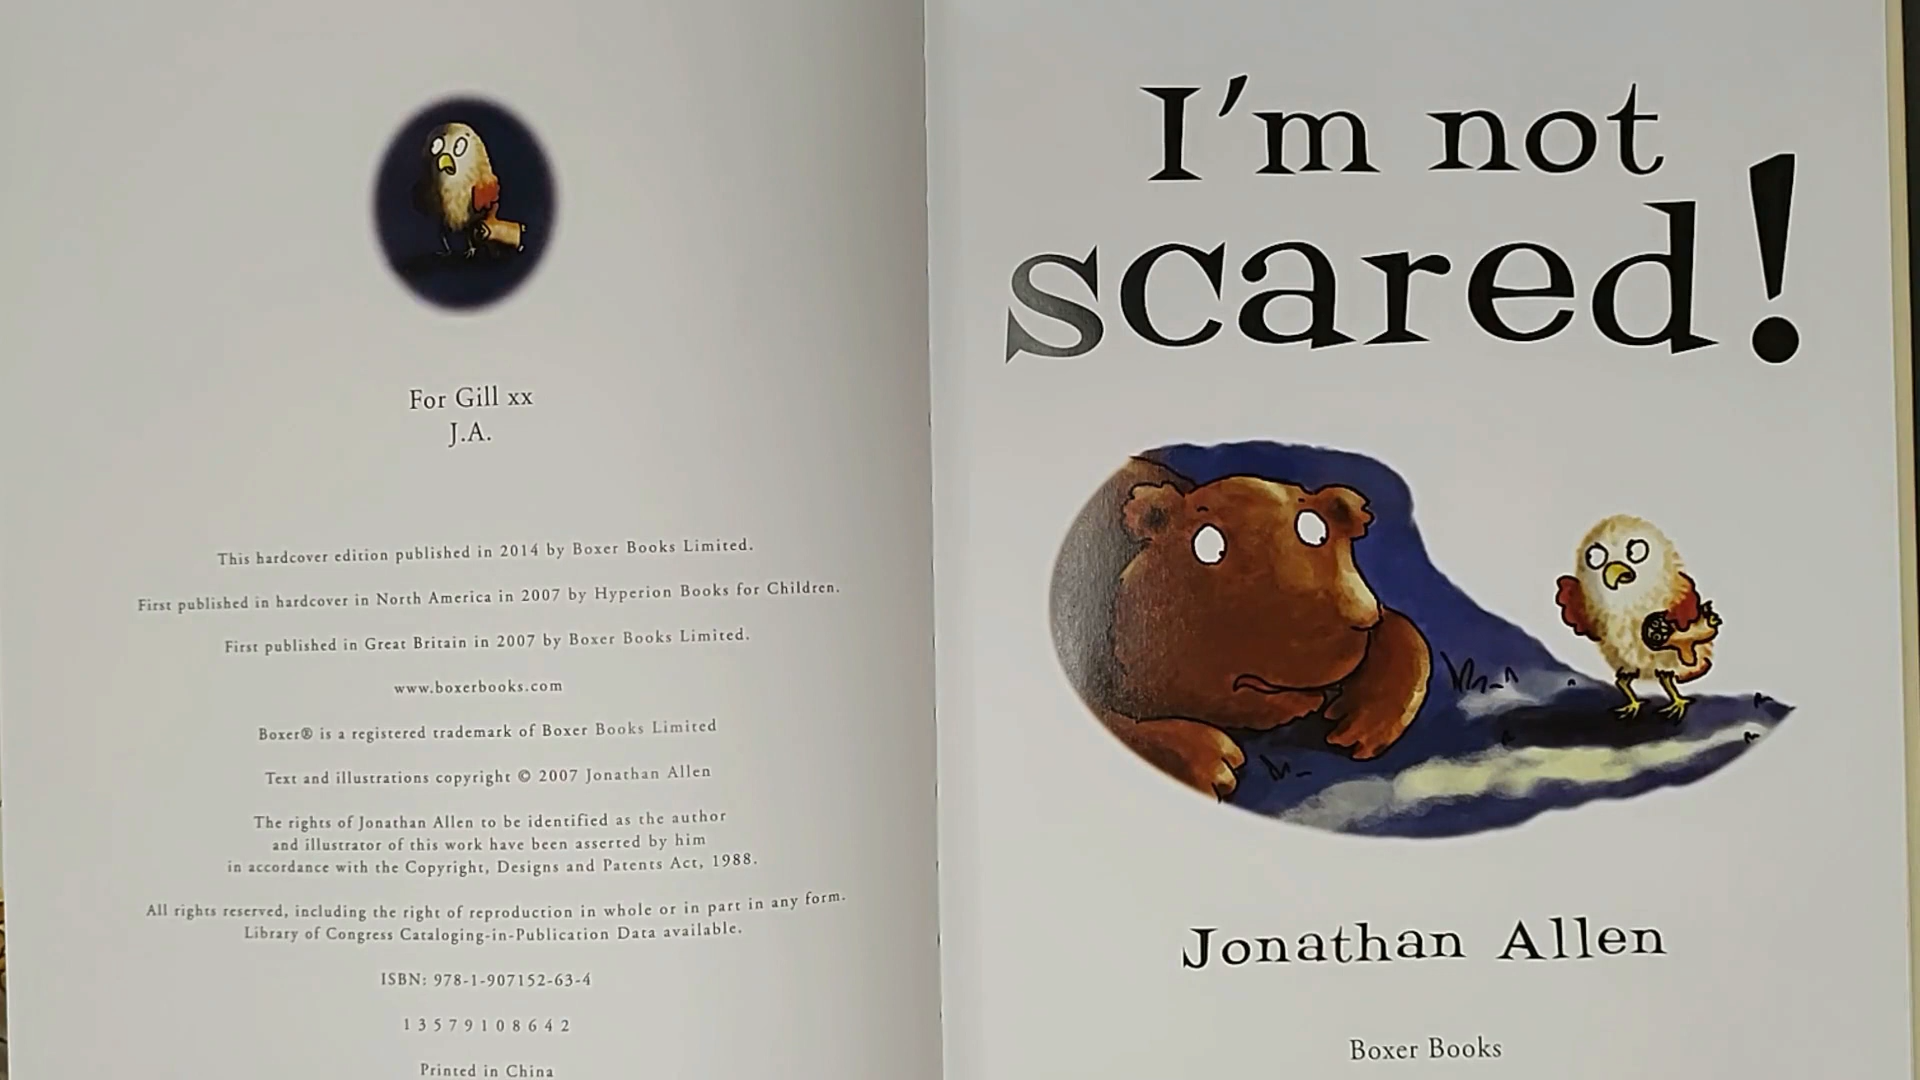 For Gill xx
J.A.
This hardcover edition published in 2014 by Boxer Books Limited.
First published in hardcover in North America in 2007 by Hyperion Books for Children.
First published in Great Britain in 2007 by Boxer Books Limited.
www.boxerbooks.com
Boxer® is a registered trademark of Boxer Books Limited
Text and illustrations copyright © 2007 Jonathan Allen
The rights of Jonathan Allen to be identified as the author
and illustrator of this work have been asserted by him
in accordance with the Copyright, Designs and Patents Act, 1988.
All rights reserved, including the right of reproduction in whole or in part in any form.
Library of Congress Cataloging-in-Publication Data available.
ISBN: 978-1-907152-63-4
1 3 5 7 9 1 0 8 6 4 2
Printed in China
I'm not
scared!
Jonathan Allen
Boxer Books